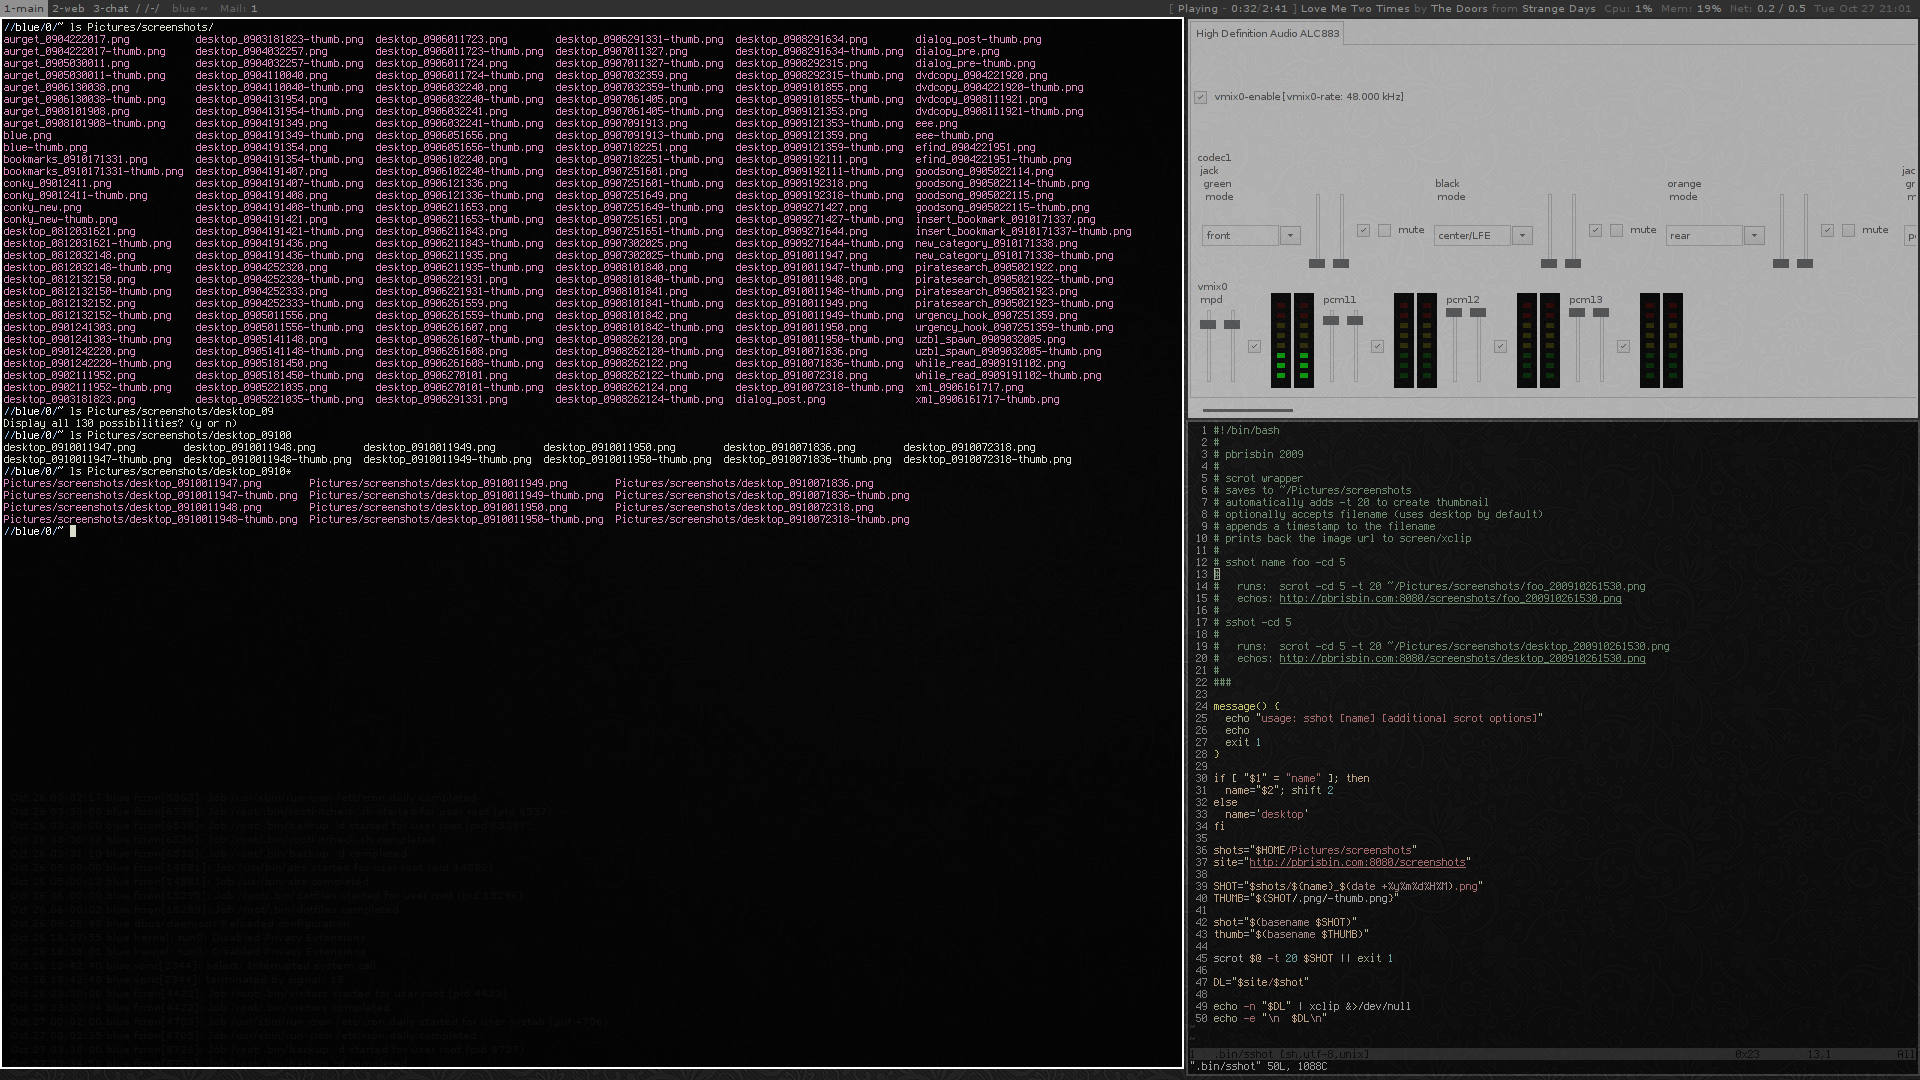 1-main 2-web 3-chat / /-/ blue ~ Mail: 1 [ Playing - 0:32/2:41 ] Love Me Two Times by The Doors from Strange Days Cpu: 1% Mem: 19% Net: 0.2 / 0.5 Tue Oct 27 21:01
//blue/0/~ ls Pictures/screenshots/
aurget_0904222017.png desktop_0903181823-thumb.png desktop_0906011723.png desktop_0906291331-thumb.png desktop_0908291634.png dialog_post-thumb.png
aurget_0904222017-thumb.png desktop_0904032257.png desktop_0906011723-thumb.png desktop_0907011327.png desktop_0908291634-thumb.png dialog_pre.png
aurget_0905030011.png desktop_0904032257-thumb.png desktop_0906011724.png desktop_0907011327-thumb.png desktop_0908292315.png dialog_pre-thumb.png
aurget_0905030011-thumb.png desktop_0904110040.png desktop_0906011724-thumb.png desktop_0907032359.png desktop_0908292315-thumb.png dvdcopy_0904221920.png
aurget_0906130038.png desktop_0904110040-thumb.png desktop_0906032240.png desktop_0907032359-thumb.png desktop_0909101855.png dvdcopy_0904221920-thumb.png
aurget_0906130038-thumb.png desktop_0904131954.png desktop_0906032240-thumb.png desktop_0907061405.png desktop_0909101855-thumb.png dvdcopy_0908111921.png
aurget_0908101908.png desktop_0904131954-thumb.png desktop_0906032241.png desktop_0907061405-thumb.png desktop_0909121353.png dvdcopy_0908111921-thumb.png
aurget_0908101908-thumb.png desktop_0904191349.png desktop_0906032241-thumb.png desktop_0907091913.png desktop_0909121353-thumb.png eee.png
blue.png desktop_0904191349-thumb.png desktop_0906051656.png desktop_0907091913-thumb.png desktop_0909121359.png eee-thumb.png
blue-thumb.png desktop_0904191354.png desktop_0906051656-thumb.png desktop_0907182251.png desktop_0909121359-thumb.png efind_0904221951.png
bookmarks_0910171331.png desktop_0904191354-thumb.png desktop_0906102240.png desktop_0907182251-thumb.png desktop_0909192111.png efind_0904221951-thumb.png
bookmarks_0910171331-thumb.png desktop_0904191407.png desktop_0906102240-thumb.png desktop_0907251601.png desktop_0909192111-thumb.png goodsong_0905022114.png
conky_09012411.png desktop_0904191407-thumb.png desktop_0906121336.png desktop_0907251601-thumb.png desktop_0909192318.png goodsong_0905022114-thumb.png
conky_09012411-thumb.png desktop_0904191408.png desktop_0906121336-thumb.png desktop_0907251649.png desktop_0909192318-thumb.png goodsong_0905022115.png
conky_new.png desktop_0904191408-thumb.png desktop_0906211653.png desktop_0907251649-thumb.png desktop_0909271427.png goodsong_0905022115-thumb.png
conky_new-thumb.png desktop_0904191421.png desktop_0906211653-thumb.png desktop_0907251651.png desktop_0909271427-thumb.png insert_bookmark_0910171337.png
desktop_0812031621.png desktop_0904191421-thumb.png desktop_0906211843.png desktop_0907251651-thumb.png desktop_0909271644.png insert_bookmark_0910171337-thumb.png
desktop_0812031621-thumb.png desktop_0904191436.png desktop_0906211843-thumb.png desktop_0907302025.png desktop_0909271644-thumb.png new_category_0910171338.png
desktop_0812032148.png desktop_0904191436-thumb.png desktop_0906211935.png desktop_0907302025-thumb.png desktop_0910011947.png new_category_0910171338-thumb.png
desktop_0812032148-thumb.png desktop_0904252320.png desktop_0906211935-thumb.png desktop_0908101840.png desktop_0910011947-thumb.png piratesearch_0905021922.png
desktop_0812132150.png desktop_0904252320-thumb.png desktop_0906221931.png desktop_0908101840-thumb.png desktop_0910011948.png piratesearch_0905021922-thumb.png
desktop_0812132150-thumb.png desktop_0904252333.png desktop_0906221931-thumb.png desktop_0908101841.png desktop_0910011948-thumb.png piratesearch_0905021923.png
desktop_0812132152.png desktop_0904252333-thumb.png desktop_0906261559.png desktop_0908101841-thumb.png desktop_0910011949.png piratesearch_0905021923-thumb.png
desktop_0812132152-thumb.png desktop_0905011556.png desktop_0906261559-thumb.png desktop_0908101842.png desktop_0910011949-thumb.png urgency_hook_0907251359.png
desktop_0901241303.png desktop_0905011556-thumb.png desktop_0906261607.png desktop_0908101842-thumb.png desktop_0910011950.png urgency_hook_0907251359-thumb.png
desktop_0901241303-thumb.png desktop_0905141148.png desktop_0906261607-thumb.png desktop_0908262120.png desktop_0910011950-thumb.png uzbl_spawn_0909032005.png
desktop_0901242220.png desktop_0905141148-thumb.png desktop_0906261608.png desktop_0908262120-thumb.png desktop_0910071836.png uzbl_spawn_0909032005-thumb.png
desktop_0901242220-thumb.png desktop_0905181450.png desktop_0906261608-thumb.png desktop_0908262122.png desktop_0910071836-thumb.png while_read_0909191102.png
desktop_0902111952.png desktop_0905181450-thumb.png desktop_0906270101.png desktop_0908262122-thumb.png desktop_0910072318.png while_read_0909191102-thumb.png
desktop_0902111952-thumb.png desktop_0905221035.png desktop_0906270101-thumb.png desktop_0908262124.png desktop_0910072318-thumb.png xml_0906161717.png
desktop_0903181823.png desktop_0905221035-thumb.png desktop_0906291331.png desktop_0908262124-thumb.png dialog_post.png xml_0906161717-thumb.png
//blue/0/~ ls Pictures/screenshots/desktop_09
Display all 130 possibilities? (y or n)
//blue/0/~ ls Pictures/screenshots/desktop_09100
desktop_0910011947.png desktop_0910011948.png desktop_0910011949.png desktop_0910011950.png desktop_0910071836.png desktop_0910072318.png
desktop_0910011947-thumb.png desktop_0910011948-thumb.png desktop_0910011949-thumb.png desktop_0910011950-thumb.png desktop_0910071836-thumb.png desktop_0910072318-thumb.png
//blue/0/~ ls Pictures/screenshots/desktop_0910*
Pictures/screenshots/desktop_0910011947.png Pictures/screenshots/desktop_0910011949.png Pictures/screenshots/desktop_0910071836.png
Pictures/screenshots/desktop_0910011947-thumb.png Pictures/screenshots/desktop_0910011949-thumb.png Pictures/screenshots/desktop_0910071836-thumb.png
Pictures/screenshots/desktop_0910011948.png Pictures/screenshots/desktop_0910011950.png Pictures/screenshots/desktop_0910072318.png
Pictures/screenshots/desktop_0910011948-thumb.png Pictures/screenshots/desktop_0910011950-thumb.png Pictures/screenshots/desktop_0910072318-thumb.png
//blue/0/~
High Definition Audio ALC883
vmix0-enable [vmix0-rate: 48.000 kHz]
codec1
jack jac
green black orange gr
mode mode mode m
front mute center/LFE mute rear mute
vmix0
mpd pcm11 pcm12 pcm13
1 #!/bin/bash
2 #
3 # pbrisbin 2009
4 #
5 # scrot wrapper
6 # saves to ~/Pictures/screenshots
7 # automatically adds -t 20 to create thumbnail
8 # optionally accepts filename (uses desktop by default)
9 # appends a timestamp to the filename
10 # prints back the image url to screen/xclip
11 #
12 # sshot name foo -cd 5
13 #
14 #   runs:  scrot -cd 5 -t 20 ~/Pictures/screenshots/foo_200910261530.png
15 #   echos: http://pbrisbin.com:8080/screenshots/foo_200910261530.png
16 #
17 # sshot -cd 5
18 #
19 #   runs:  scrot -cd 5 -t 20 ~/Pictures/screenshots/desktop_200910261530.png
20 #   echos: http://pbrisbin.com:8080/screenshots/desktop_200910261530.png
21 #
22 ###
23
24 message() {
25   echo "usage: sshot [name] [additional scrot options]"
26   echo
27   exit 1
28 }
29
30 if [ "$1" = "name" ]; then
31   name="$2"; shift 2
32 else
33   name='desktop'
34 fi
35
36 shots="$HOME/Pictures/screenshots"
37 site="http://pbrisbin.com:8080/screenshots"
38
39 SHOT="$shots/${name}_$(date +%y%m%d%H%M).png"
40 THUMB="${SHOT/.png/-thumb.png}"
41
42 shot="$(basename $SHOT)"
43 thumb="$(basename $THUMB)"
44
45 scrot $@ -t 20 $SHOT || exit 1
46
47 DL="$site/$shot"
48
49 echo -n "$DL" | xclip &>/dev/null
50 echo -e "\n  $DL\n"
~
~
1 .bin/sshot [sh,utf-8,unix] 0x23 13,1 All
".bin/sshot" 50L, 1088C